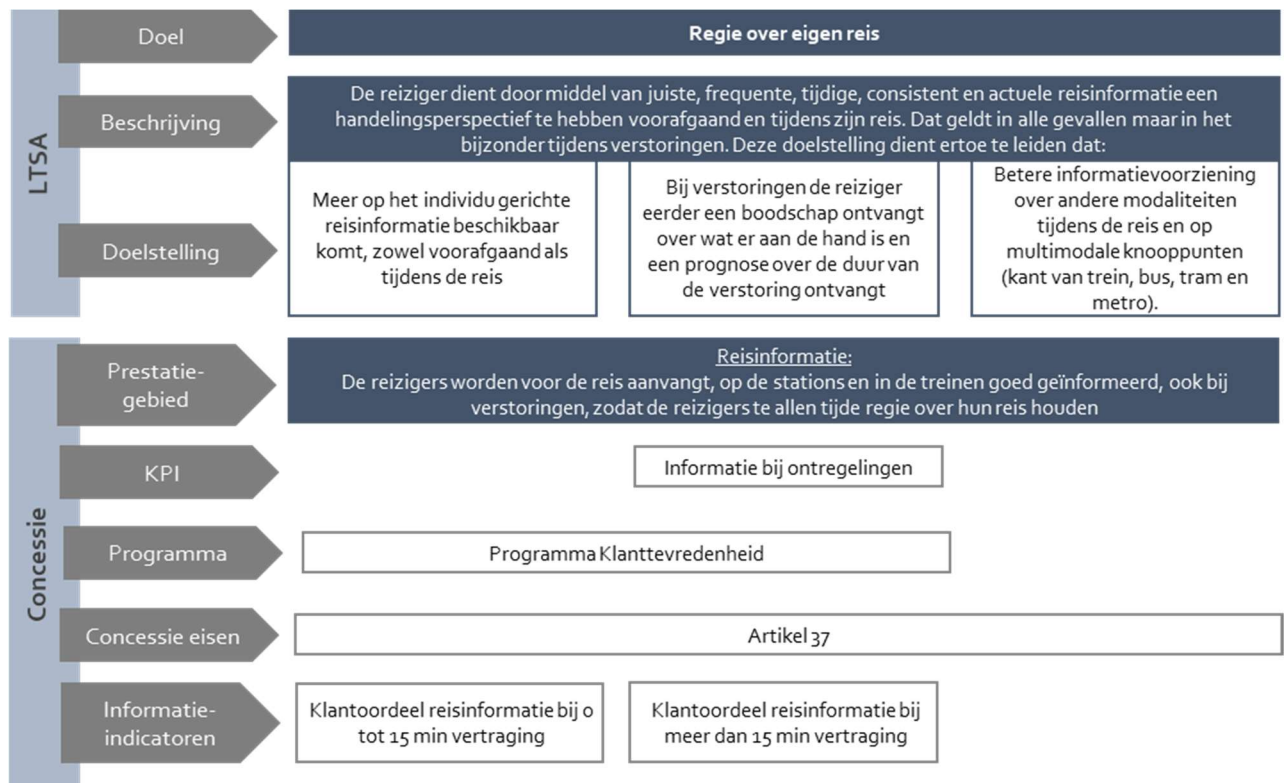 LTSA
Doel
Regie over eigen reis
Beschrijving
De reiziger dient door middel van juiste, frequente, tijdige, consistent en actuele reisinformatie een
handelingsperspectief te hebben voorafgaand en tijdens zijn reis. Dat geldt in alle gevallen maar in het
bijzonder tijdens verstoringen. Deze doelstelling dient ertoe te leiden dat:
Doelstelling
Meer op het individu gerichte
reisinformatie beschikbaar
komt, zowel voorafgaand als
tijdens de reis
Bij verstoringen de reiziger
eerder een boodschap ontvangt
over wat er aan de hand is en
een prognose over de duur van
de verstoring ontvangt
Betere informatievoorziening
over andere modaliteiten
tijdens de reis en op
multimodale knooppunten
(kant van trein, bus, tram en
metro).
Concessie
Prestatie-
gebied
Reisinformatie:
De reizigers worden voor de reis aanvangt, op de stations en in de treinen goed geïnformeerd, ook bij
verstoringen, zodat de reizigers te allen tijde regie over hun reis houden
KPI
Informatie bij ontregelingen
Programma
Programma Klanttevredenheid
Concessie eisen
Artikel 37
Informatie-
indicatoren
Klantoordeel reisinformatie bij 0
tot 15 min vertraging
Klantoordeel reisinformatie bij
meer dan 15 min vertraging